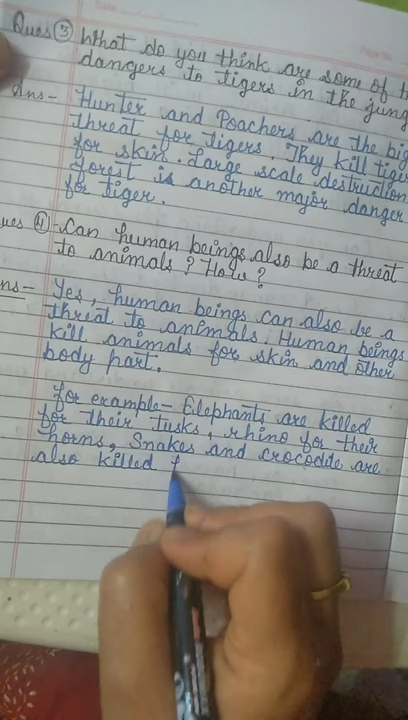 Ques ③ What do you think are some of th
dangers to tigers in the jung
Ans- Hunter and Poachers are the big
threat for tigers. They kill tige
for skin. Large scale destruction
forest is another major danger
for tiger.
ues ④ - Can human beings also be a threat
to animals? How?
ns- Yes, human beings can also be a
threat to animals. Human beings
kill animals for skin and other
body part.
for example- Elephants are killed
for their tusks, rhino for their
horns, Snakes and crocodile are
also killed f